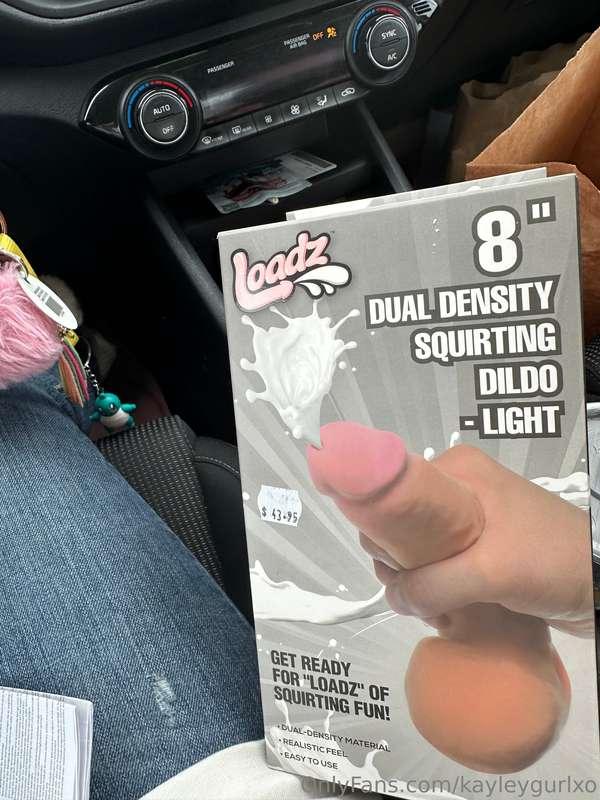 PASSENGER
AIR BAG OFF
PASSENGER
SYNC
A/C
AUTO
OFF
Loadz
8"
DUAL DENSITY
SQUIRTING
DILDO
- LIGHT
$ 43.95
GET READY
FOR "LOADZ" OF
SQUIRTING FUN!
• DUAL-DENSITY MATERIAL
• REALISTIC FEEL
• EASY TO USE
OnlyFans.com/kayleygurlxo